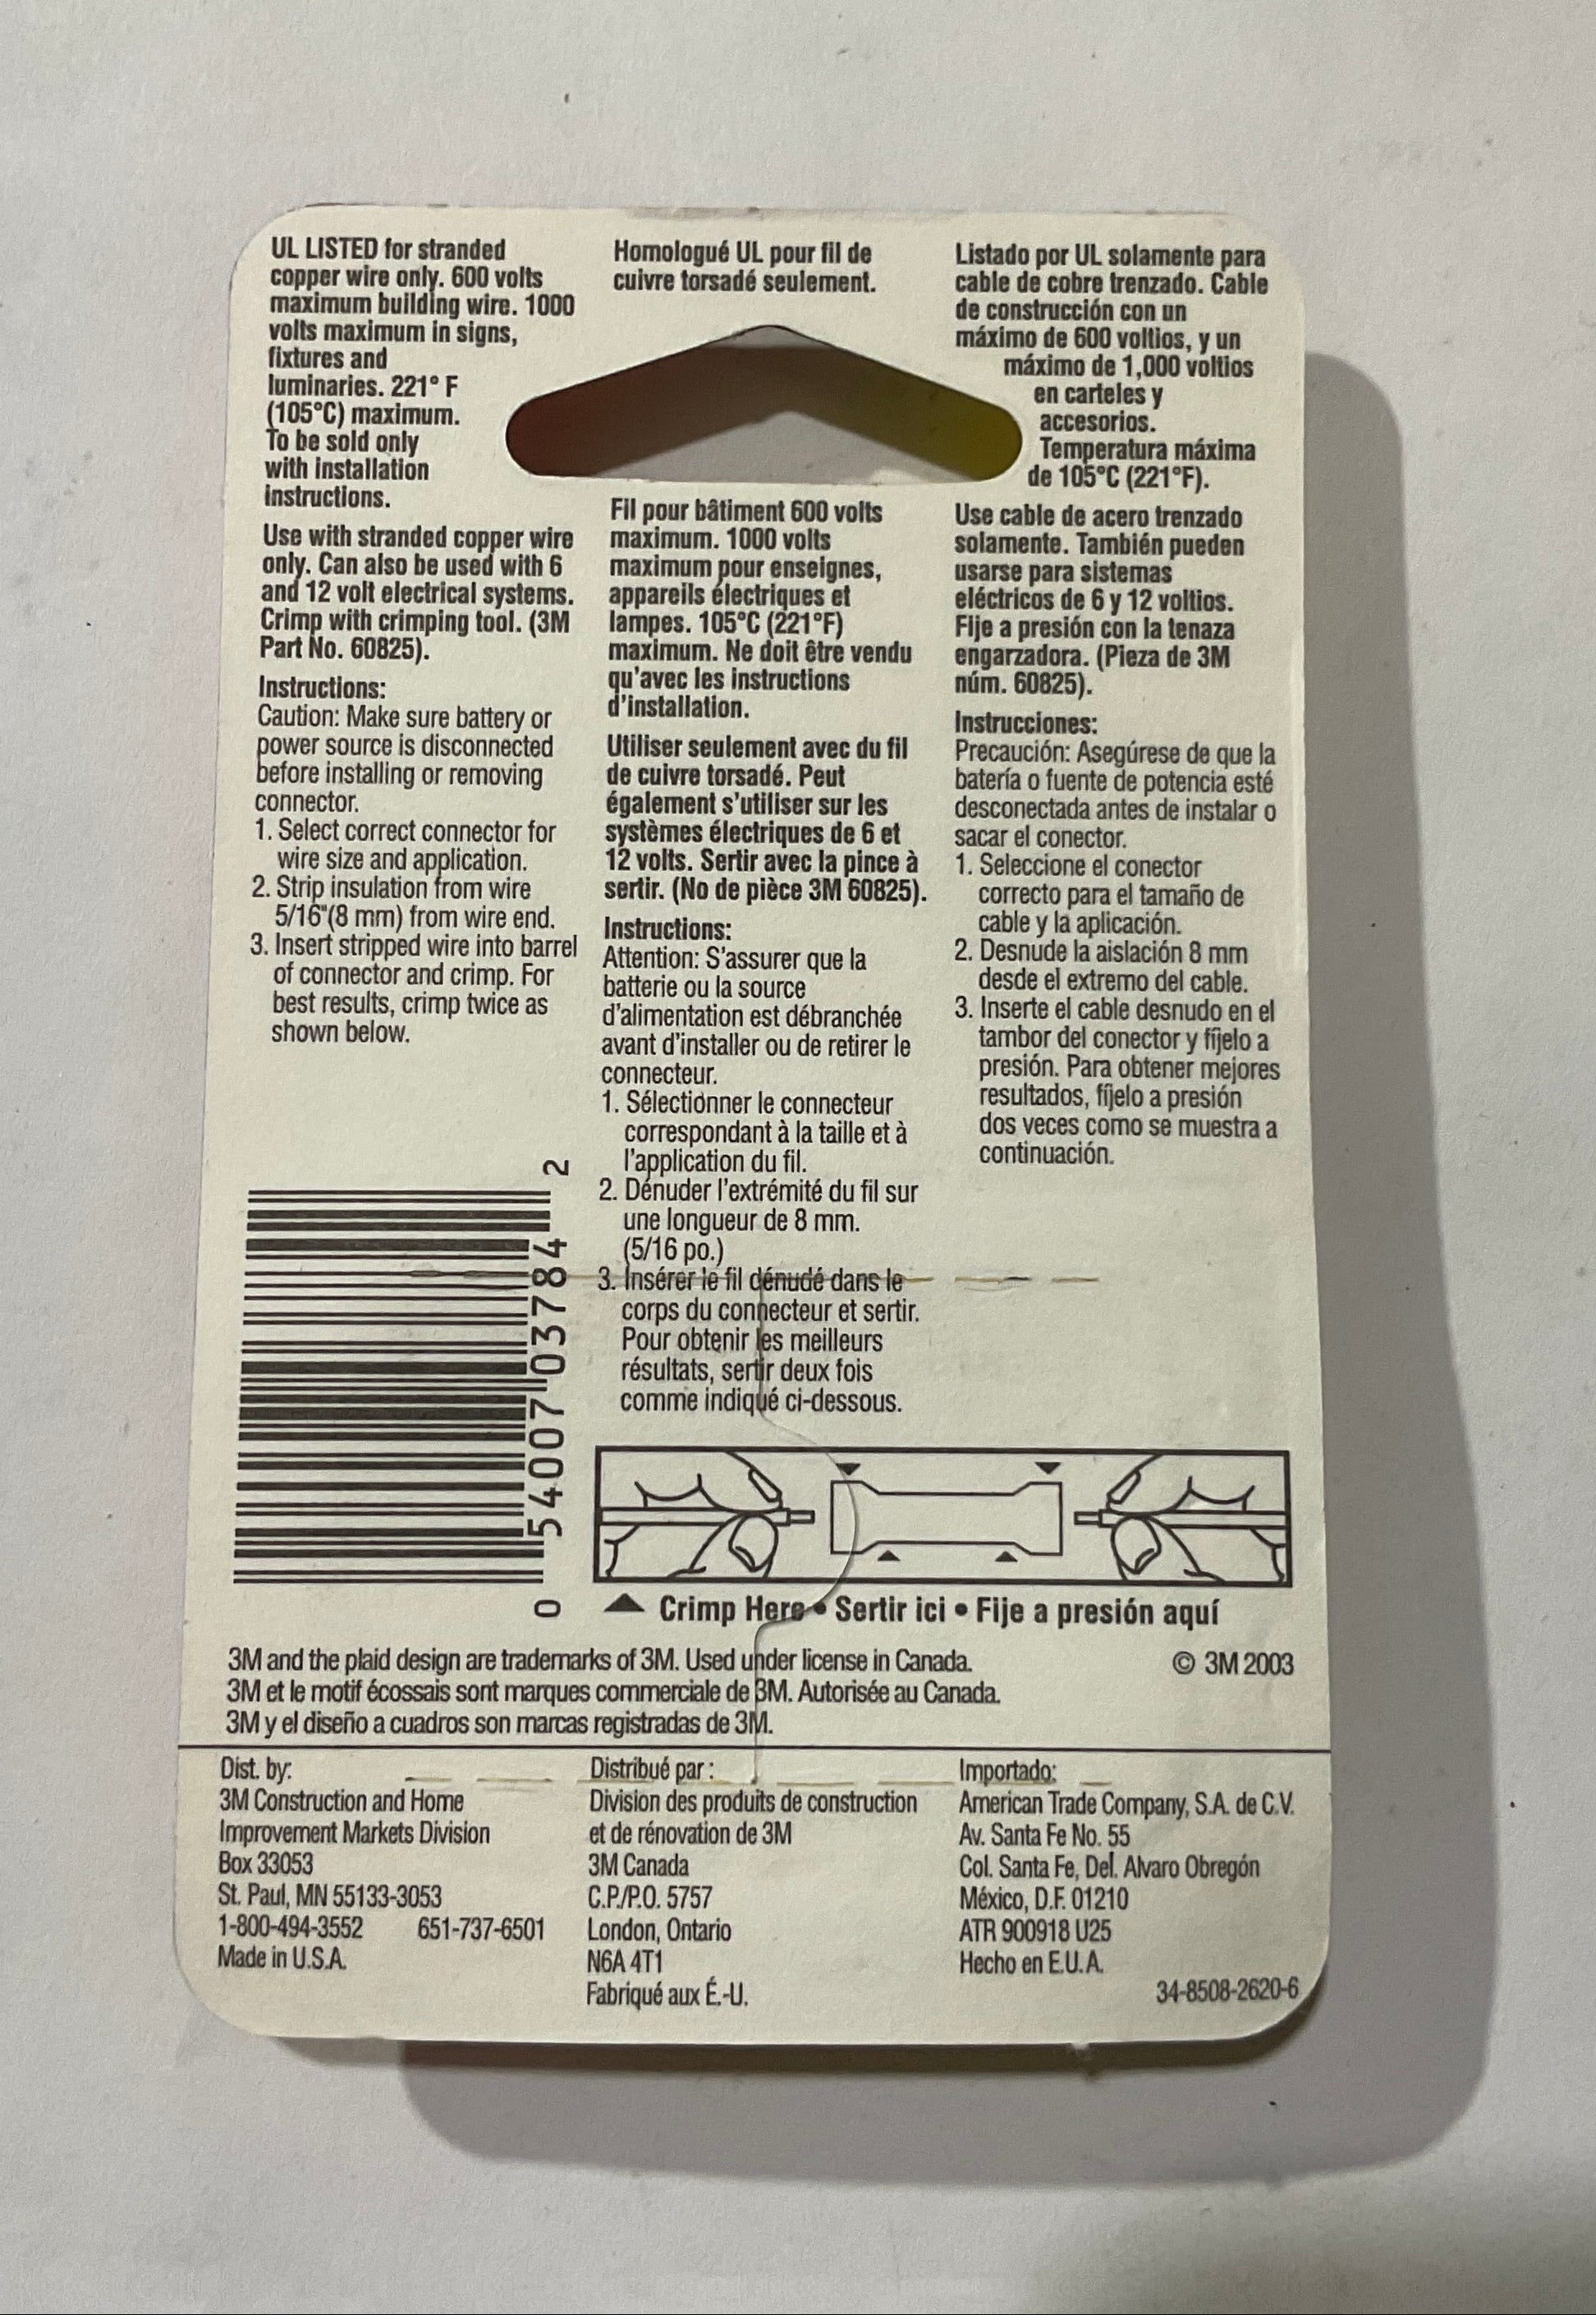 UL LISTED for stranded
copper wire only. 600 volts
maximum building wire. 1000
volts maximum in signs,
fixtures and
luminaries. 221° F
(105°C) maximum.
To be sold only
with installation
instructions.
Use with stranded copper wire
only. Can also be used with 6
and 12 volt electrical systems.
Crimp with crimping tool. (3M
Part No. 60825).
Instructions:
Caution: Make sure battery or
power source is disconnected
before installing or removing
connector.
1. Select correct connector for
wire size and application.
2. Strip insulation from wire
5/16"(8 mm) from wire end.
3. Insert stripped wire into barrel
of connector and crimp. For
best results, crimp twice as
shown below.
Homologué UL pour fil de
cuivre torsadé seulement.
Fil pour bâtiment 600 volts
maximum. 1000 volts
maximum pour enseignes,
appareils électriques et
lampes. 105°C (221°F)
maximum. Ne doit être vendu
qu'avec les instructions
d'installation.
Utiliser seulement avec du fil
de cuivre torsadé. Peut
également s'utiliser sur les
systèmes électriques de 6 et
12 volts. Sertir avec la pince à
sertir. (No de pièce 3M 60825).
Instructions:
Attention: S'assurer que la
batterie ou la source
d'alimentation est débranchée
avant d'installer ou de retirer le
connecteur.
1. Sélectionner le connecteur
correspondant à la taille et à
l'application du fil.
2. Dénuder l'extrémité du fil sur
une longueur de 8 mm.
(5/16 po.)
3. Insérer le fil dénudé dans le
corps du connecteur et sertir.
Pour obtenir les meilleurs
résultats, sertir deux fois
comme indiqué ci-dessous.
Listado por UL solamente para
cable de cobre trenzado. Cable
de construcción con un
máximo de 600 voltios, y un
máximo de 1,000 voltios
en carteles y
accesorios.
Temperatura máxima
de 105°C (221°F).
Use cable de acero trenzado
solamente. También pueden
usarse para sistemas
eléctricos de 6 y 12 voltios.
Fije a presión con la tenaza
engarzadora. (Pieza de 3M
núm. 60825).
Instrucciones:
Precaución: Asegúrese de que la
batería o fuente de potencia esté
desconectada antes de instalar o
sacar el conector.
1. Seleccione el conector
correcto para el tamaño de
cable y la aplicación.
2. Desnude la aislación 8 mm
desde el extremo del cable.
3. Inserte el cable desnudo en el
tambor del conector y fíjelo a
presión. Para obtener mejores
resultados, fíjelo a presión
dos veces como se muestra a
continuación.
0 54007 03784 2
Crimp Here • Sertir ici • Fije a presión aquí
3M and the plaid design are trademarks of 3M. Used under license in Canada.
© 3M 2003
3M et le motif écossais sont marques commerciale de 3M. Autorisée au Canada.
3M y el diseño a cuadros son marcas registradas de 3M.
Dist. by:
3M Construction and Home
Improvement Markets Division
Box 33053
St. Paul, MN 55133-3053
1-800-494-3552 651-737-6501
Made in U.S.A.
Distribué par :
Division des produits de construction
et de rénovation de 3M
3M Canada
C.P./P.O. 5757
London, Ontario
N6A 4T1
Fabriqué aux É.-U.
Importado:
American Trade Company, S.A. de C.V.
Av. Santa Fe No. 55
Col. Santa Fe, Del. Alvaro Obregón
México, D.F. 01210
ATR 900918 U25
Hecho en E.U.A.
34-8508-2620-6